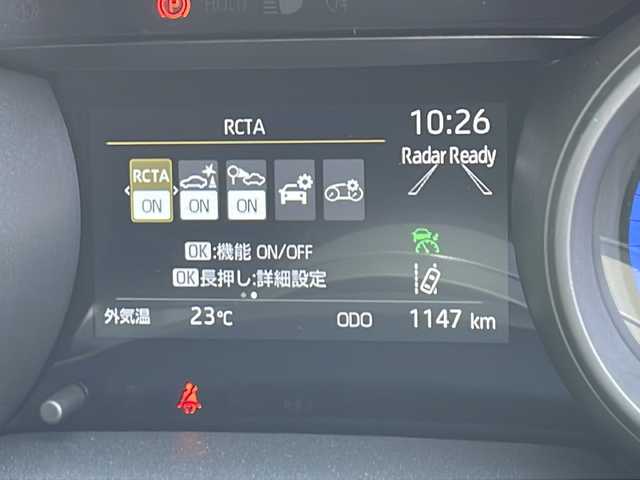 HOLD
RCTA
10:26
Radar Ready
RCTA
ON ON ON
OK:機能 ON/OFF
OK長押し:詳細設定
外気温 23℃ ODO 1147 km